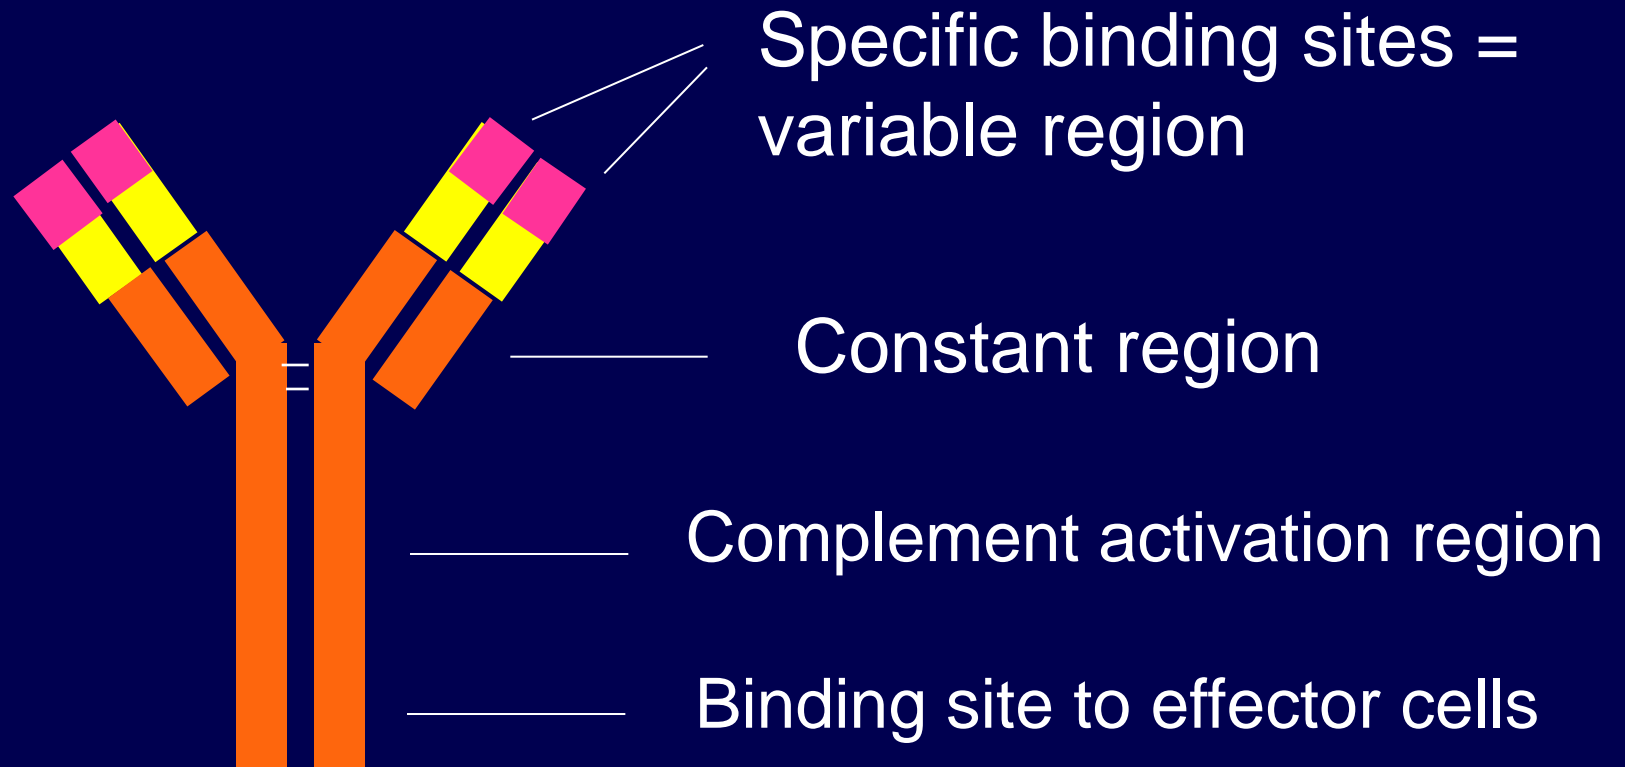 Specific binding sites =
variable region
Constant region
Complement activation region
Binding site to effector cells